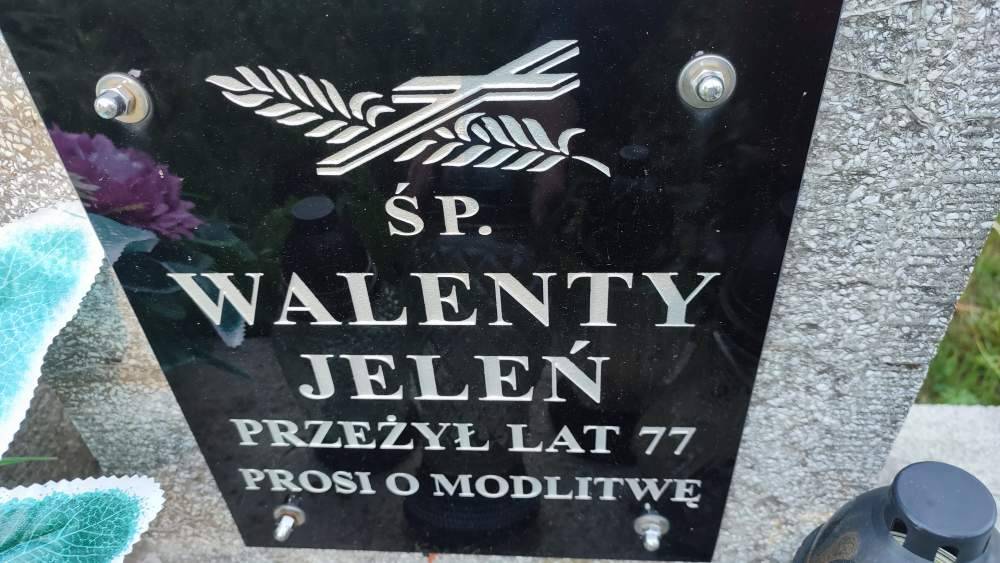 ŚP.
WALENTY
JELEŃ
PRZEŻYŁ LAT 77
PROSI O MODLITWĘ